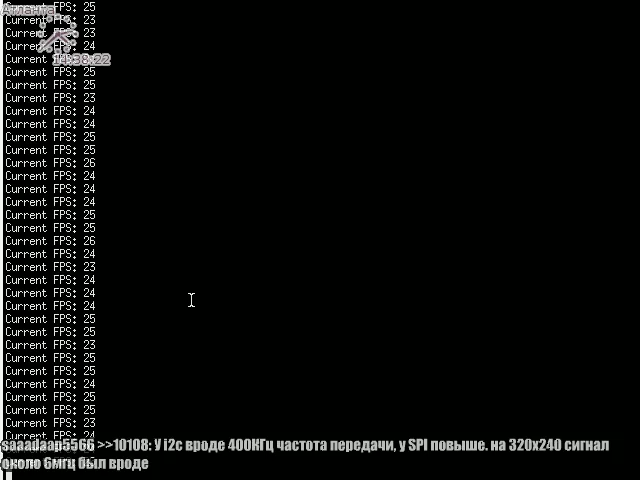 Атланта
Current FPS: 25
Current FPS: 23
Current FPS: 23
Current FPS: 24
Current
14:38:22
Current FPS: 25
Current FPS: 25
Current FPS: 23
Current FPS: 24
Current FPS: 24
Current FPS: 25
Current FPS: 25
Current FPS: 26
Current FPS: 24
Current FPS: 24
Current FPS: 24
Current FPS: 25
Current FPS: 25
Current FPS: 26
Current FPS: 24
Current FPS: 23
Current FPS: 24
Current FPS: 24
Current FPS: 24
Current FPS: 25
Current FPS: 25
Current FPS: 23
Current FPS: 25
Current FPS: 25
Current FPS: 24
Current FPS: 25
Current FPS: 25
Current FPS: 23
Current FPS: 24
saaadaap5566 >>10108: У i2c вроде 400КГц частота передачи, у SPI повыше. на 320x240 сигнал
около 6мгц был вроде